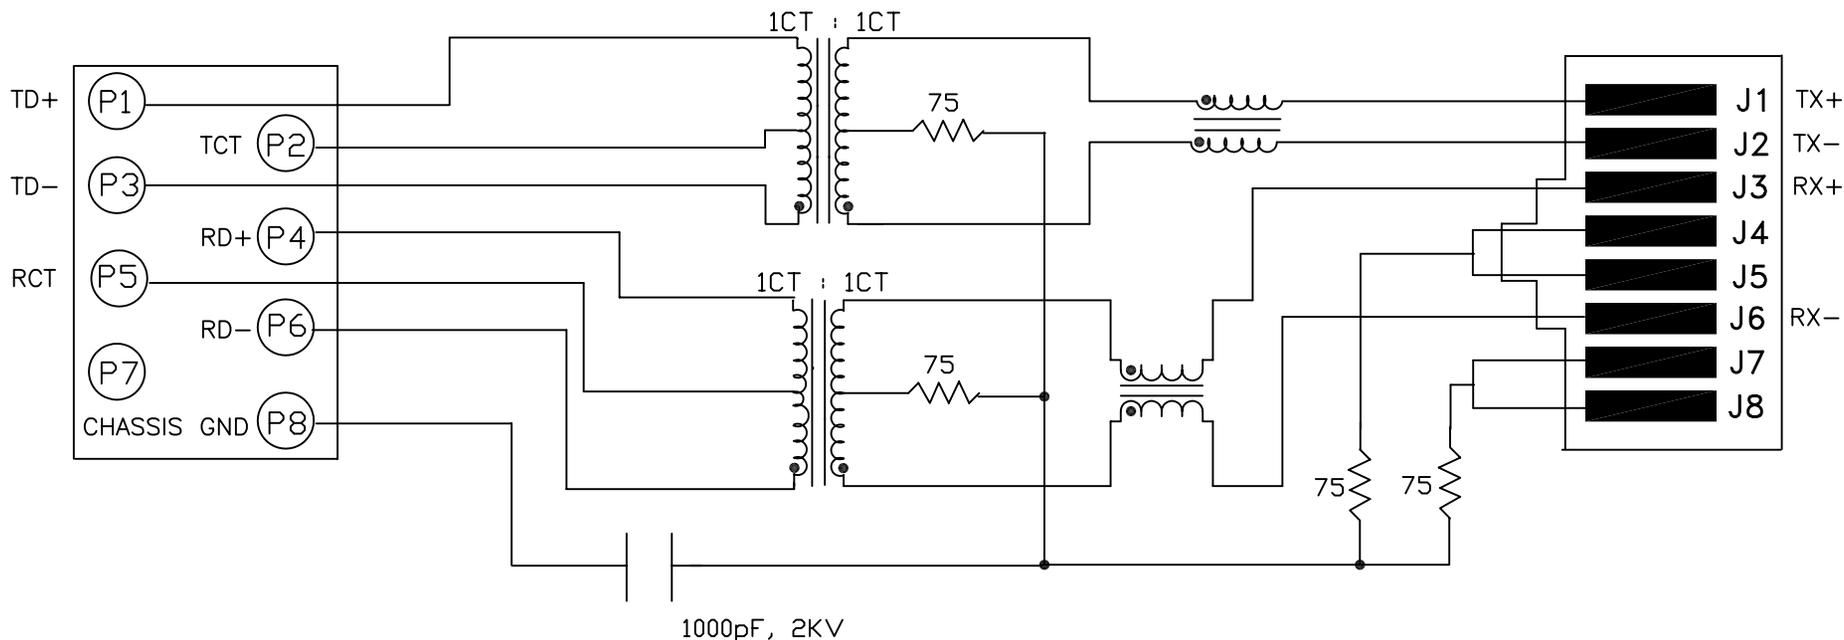 1CT : 1CT
TD+ P1
TCT P2
TD- P3
RD+ P4
RCT P5
RD- P6
P7
CHASSIS GND P8
75
1CT : 1CT
75
1000pF, 2KV
75
75
J1 TX+
J2 TX-
J3 RX+
J4
J5
J6 RX-
J7
J8